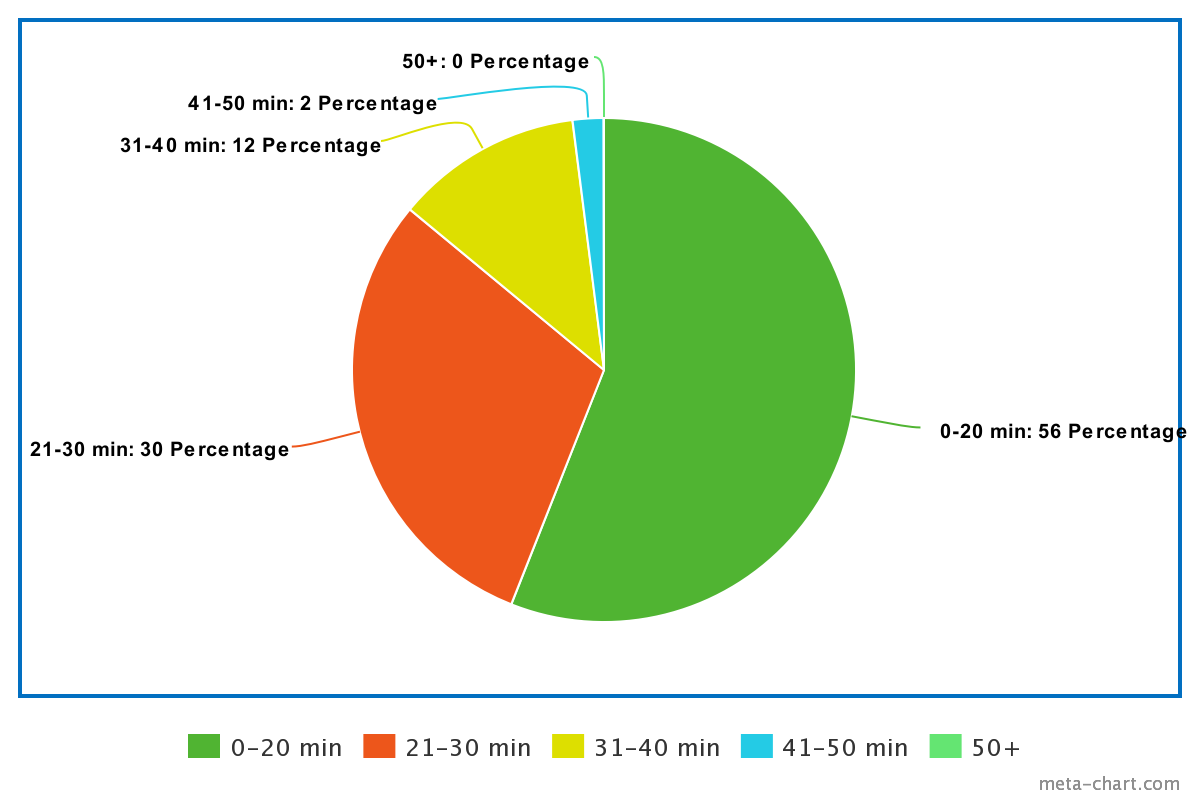 50+: 0 Percentage
41-50 min: 2 Percentage
31-40 min: 12 Percentage
0-20 min: 56 Percentage
21-30 min: 30 Percentage
0–20 min
21–30 min
31–40 min
41–50 min
50+
meta-chart.com